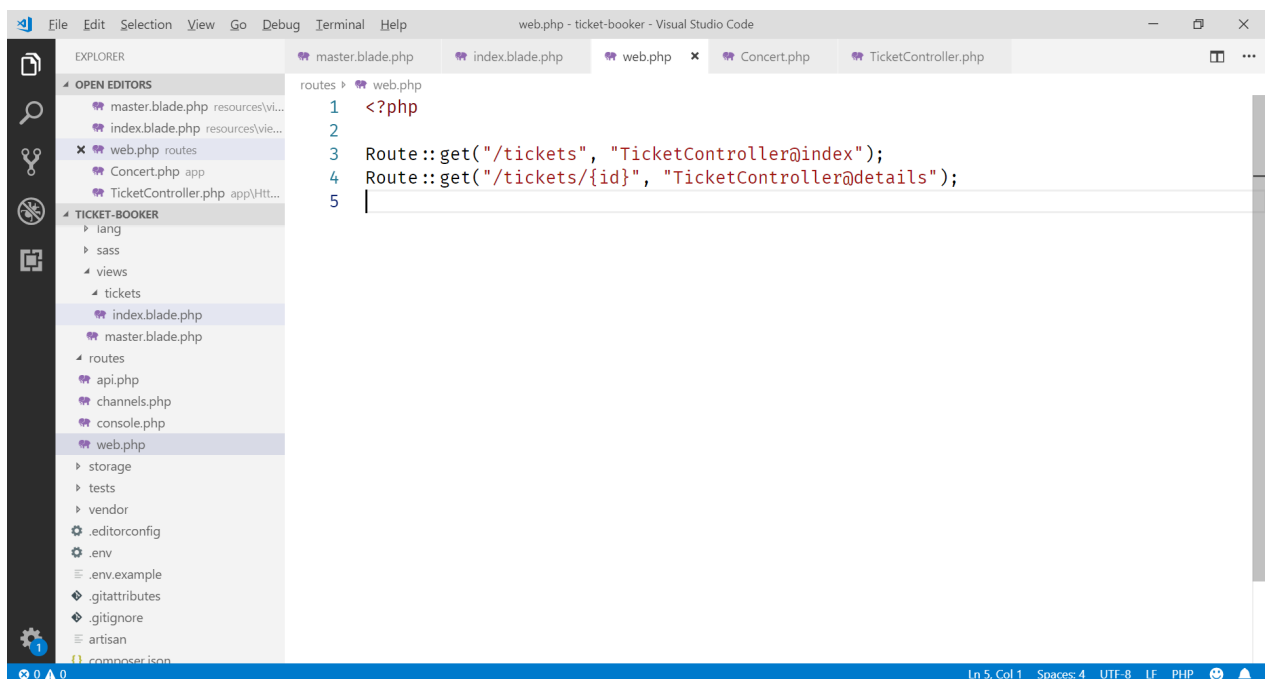 File Edit Selection View Go Debug Terminal Help
web.php - ticket-booker - Visual Studio Code
EXPLORER
master.blade.php
index.blade.php
web.php
Concert.php
TicketController.php
OPEN EDITORS
master.blade.php resources\vi...
index.blade.php resources\vie...
web.php routes
Concert.php app
TicketController.php app\Htt...
TICKET-BOOKER
lang
sass
views
tickets
index.blade.php
master.blade.php
routes
api.php
channels.php
console.php
web.php
storage
tests
vendor
.editorconfig
.env
.env.example
.gitattributes
.gitignore
artisan
{} composer.json
routes web.php
1 <?php
2
3 Route::get("/tickets", "TicketController@index");
4 Route::get("/tickets/{id}", "TicketController@details");
5
1
0 0
Ln 5, Col 1 Spaces: 4 UTF-8 LF PHP